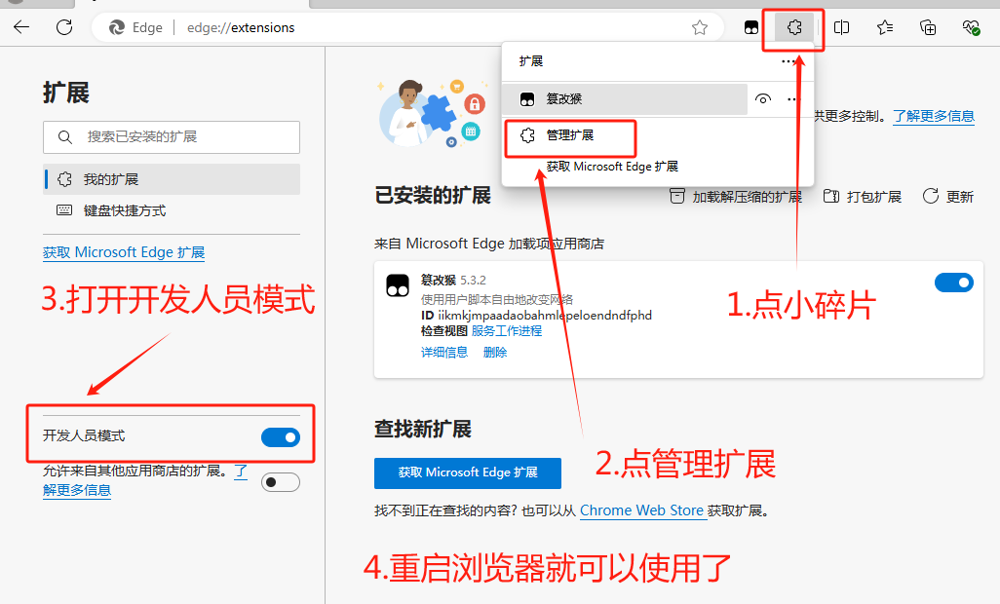 Edge
edge://extensions
扩展
搜索已安装的扩展
我的扩展
键盘快捷方式
获取 Microsoft Edge 扩展
3.打开开发人员模式
开发人员模式
允许来自其他应用商店的扩展。了
解更多信息
扩展
篡改猴
管理扩展
获取 Microsoft Edge 扩展
供更多控制。了解更多信息
已安装的扩展
加载解压缩的扩展
打包扩展
更新
来自 Microsoft Edge 加载项应用商店
篡改猴 5.3.2
使用用户脚本自由地改变网络
ID iikmkjmpaadaobahmlepeloendndfphd
检查视图 服务工作进程
详细信息 删除
1.点小碎片
查找新扩展
获取 Microsoft Edge 扩展
2.点管理扩展
找不到正在查找的内容? 也可以从 Chrome Web Store 获取扩展。
4.重启浏览器就可以使用了